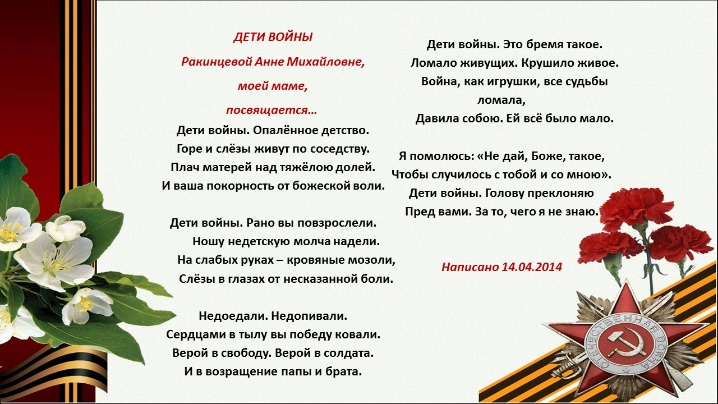 ДЕТИ ВОЙНЫ
Ракинцевой Анне Михайловне,
моей маме,
посвящается…
Дети войны. Опалённое детство.
Горе и слёзы живут по соседству.
Плач матерей над тяжёлою долей.
И ваша покорность от божеской воли.
Дети войны. Рано вы повзрослели.
Ношу недетскую молча надели.
На слабых руках – кровяные мозоли,
Слёзы в глазах от несказанной боли.
Недоедали. Недопивали.
Сердцами в тылу вы победу ковали.
Верой в свободу. Верой в солдата.
И в возращение папы и брата.
Дети войны. Это бремя такое.
Ломало живущих. Крушило живое.
Война, как игрушки, все судьбы
ломала,
Давила собою. Ей всё было мало.
Я помолюсь: «Не дай, Боже, такое,
Чтобы случилось с тобой и со мною».
Дети войны. Голову преклоняю
Пред вами. За то, чего я не знаю.
Написано 14.04.2014
ОТЕЧЕСТВЕННАЯ ВОЙНА